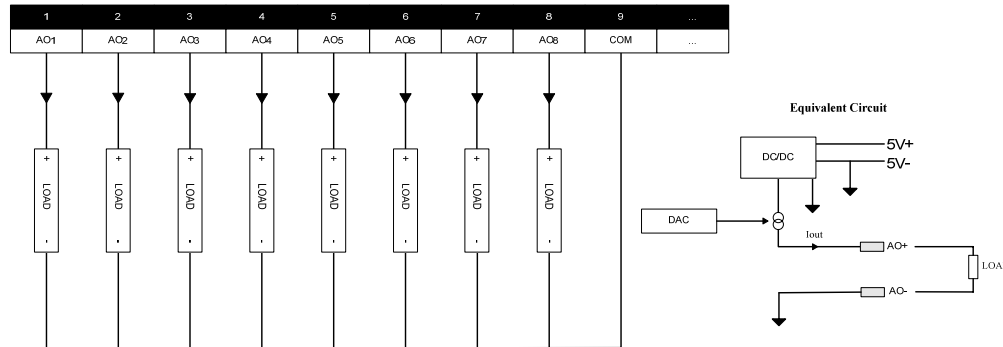 1 2 3 4 5 6 7 8 9 ...
AO1 AO2 AO3 AO4 AO5 AO6 AO7 AO8 COM ...
Equivalent Circuit
DC/DC
5V+
5V-
+ + + + + + + +
LOAD LOAD LOAD LOAD LOAD LOAD LOAD LOAD
- - - - - - - -
DAC
Iout
AO+
LOA
AO-